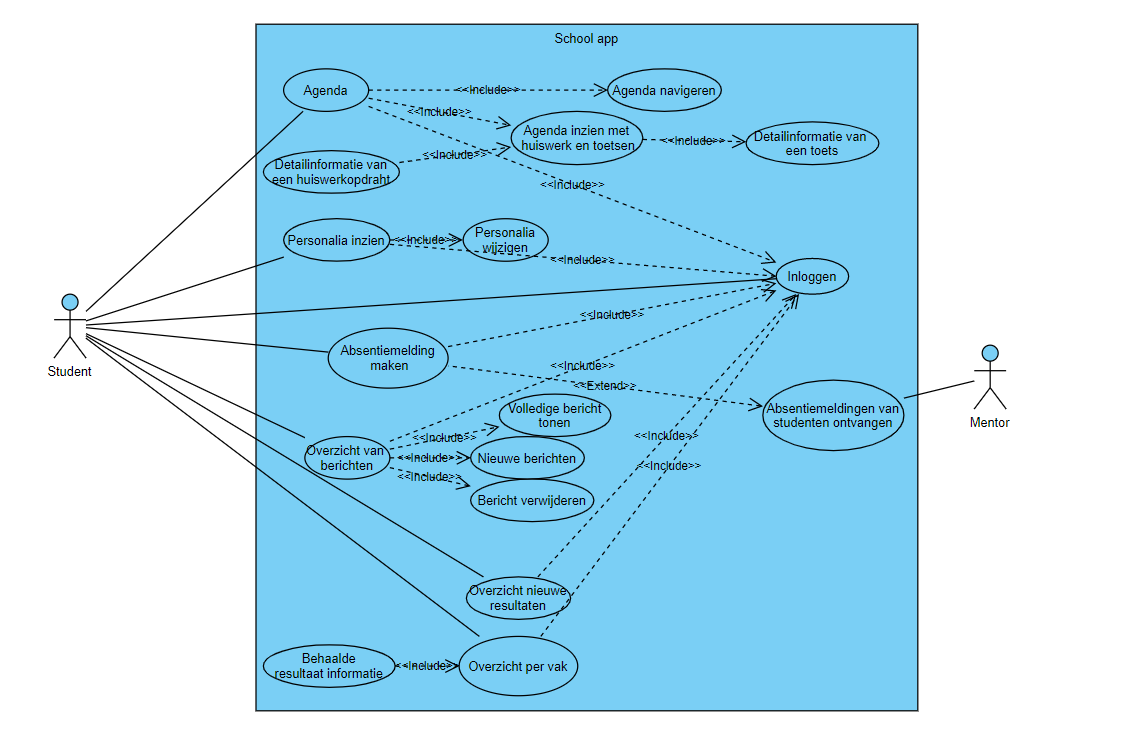 School app
Agenda
<<Include>>
Agenda navigeren
<<Include>>
Agenda inzien met
huiswerk en toetsen
<<Include>>
Detailinformatie van
een toets
<<Include>>
Detailinformatie van
een huiswerkopdraht
<<Include>>
Personalia inzien
<<Include>>
Personalia
wijzigen
<<Include>>
Inloggen
Student
<<Include>>
Absentiemelding
maken
<<Include>>
<<Extend>>
Absentiemeldingen van
studenten ontvangen
Mentor
Volledige bericht
tonen
<<Include>>
Overzicht van
berichten
<<Include>>
Nieuwe berichten
<<Include>>
Bericht verwijderen
<<Include>>
<<Include>>
Overzicht nieuwe
resultaten
Behaalde
resultaat informatie
<<Include>>
Overzicht per vak